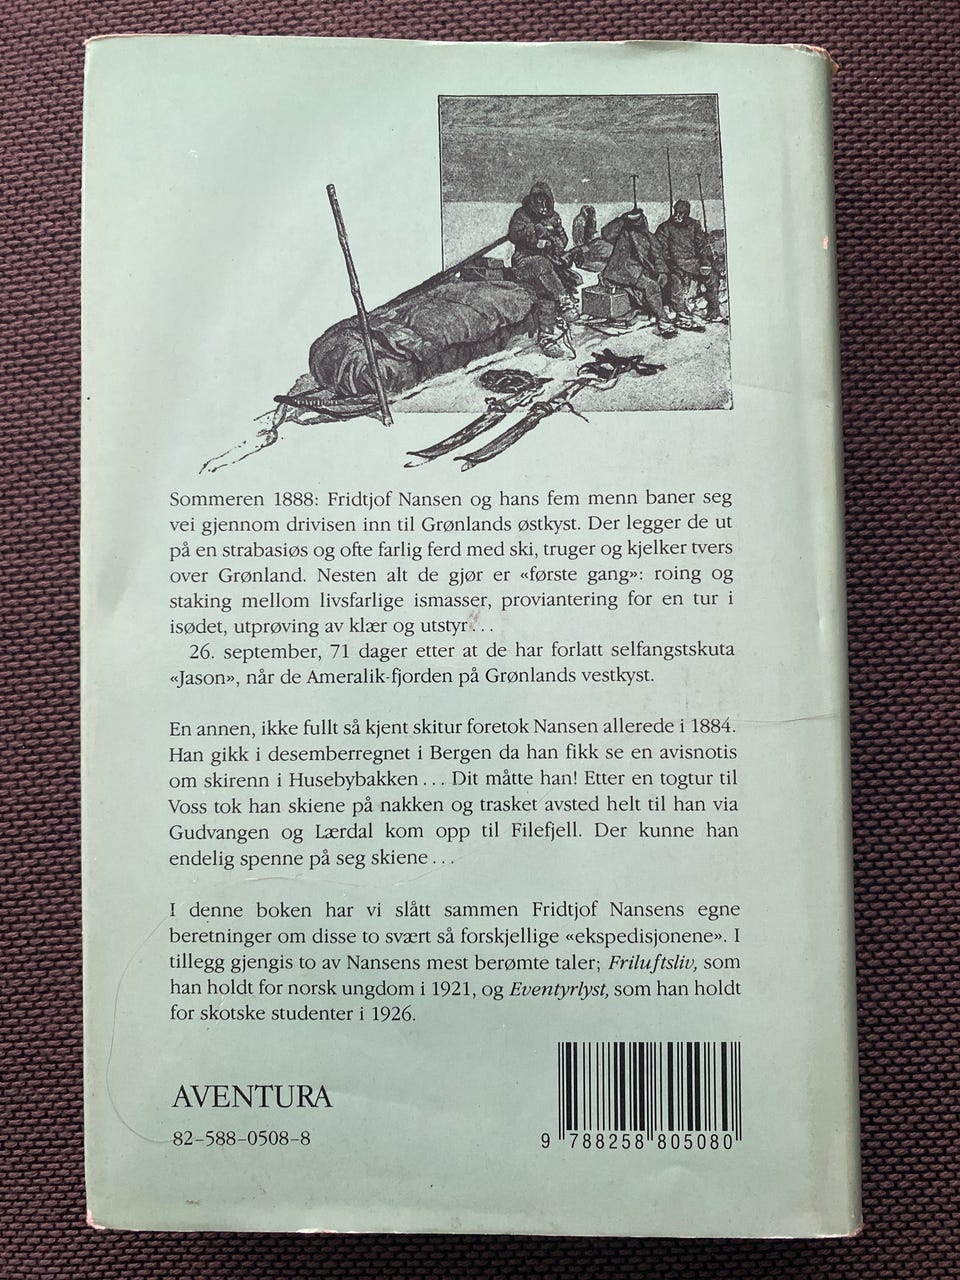 Sommeren 1888: Fridtjof Nansen og hans fem menn baner seg
vei gjennom drivisen inn til Grønlands østkyst. Der legger de ut
på en strabasiøs og ofte farlig ferd med ski, truger og kjelker tvers
over Grønland. Nesten alt de gjør er «første gang»: roing og
staking mellom livsfarlige ismasser, proviantering for en tur i
isødet, utprøving av klær og utstyr...
26. september, 71 dager etter at de har forlatt selfangstskuta
«Jason», når de Ameralik-fjorden på Grønlands vestkyst.
En annen, ikke fullt så kjent skitur foretok Nansen allerede i 1884.
Han gikk i desemberregnet i Bergen da han fikk se en avisnotis
om skirenn i Husebybakken... Dit måtte han! Etter en togtur til
Voss tok han skiene på nakken og trasket avsted helt til han via
Gudvangen og Lærdal kom opp til Filefjell. Der kunne han
endelig spenne på seg skiene...
I denne boken har vi slått sammen Fridtjof Nansens egne
beretninger om disse to svært så forskjellige «ekspedisjonene». I
tillegg gjengis to av Nansens mest berømte taler; Friluftsliv, som
han holdt for norsk ungdom i 1921, og Eventyrlyst, som han holdt
for skotske studenter i 1926.
AVENTURA
82-588-0508-8
9 788258 805080